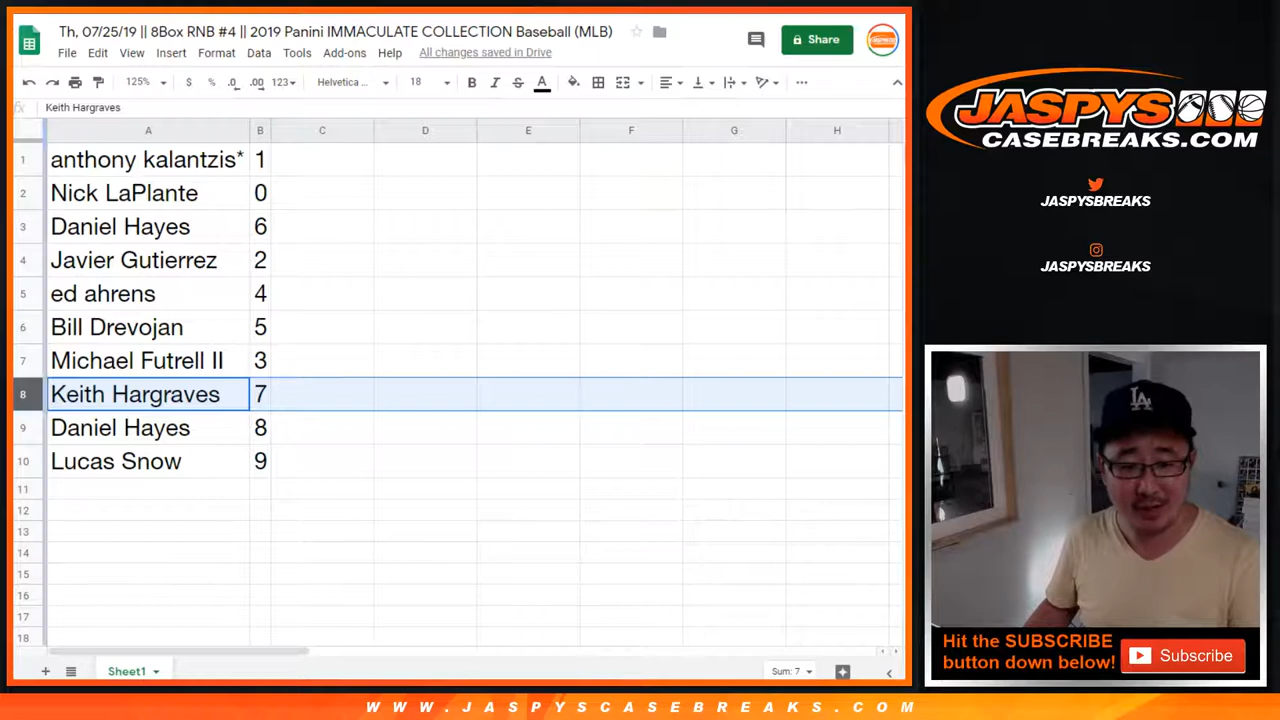 Th, 07/25/19 || 8Box RNB #4 || 2019 Panini IMMACULATE COLLECTION Baseball (MLB)
File Edit View Insert Format Data Tools Add-ons Help All changes saved in Drive
Share
125% $ % .0 .00 123 Helvetica ... 18 B I S A ...
Keith Hargraves
A B C D E F G H
1 anthony kalantzis* 1
2 Nick LaPlante 0
3 Daniel Hayes 6
4 Javier Gutierrez 2
5 ed ahrens 4
6 Bill Drevojan 5
7 Michael Futrell II 3
8 Keith Hargraves 7
9 Daniel Hayes 8
10 Lucas Snow 9
11
12
13
14
15
16
17
18
Sheet1
Sum: 7
JASPYS
CASEBREAKS.COM
JASPYSBREAKS
JASPYSBREAKS
LA
Hit the SUBSCRIBE
button down below!
Subscribe
WWW.JASPYSCASEBREAKS.COM